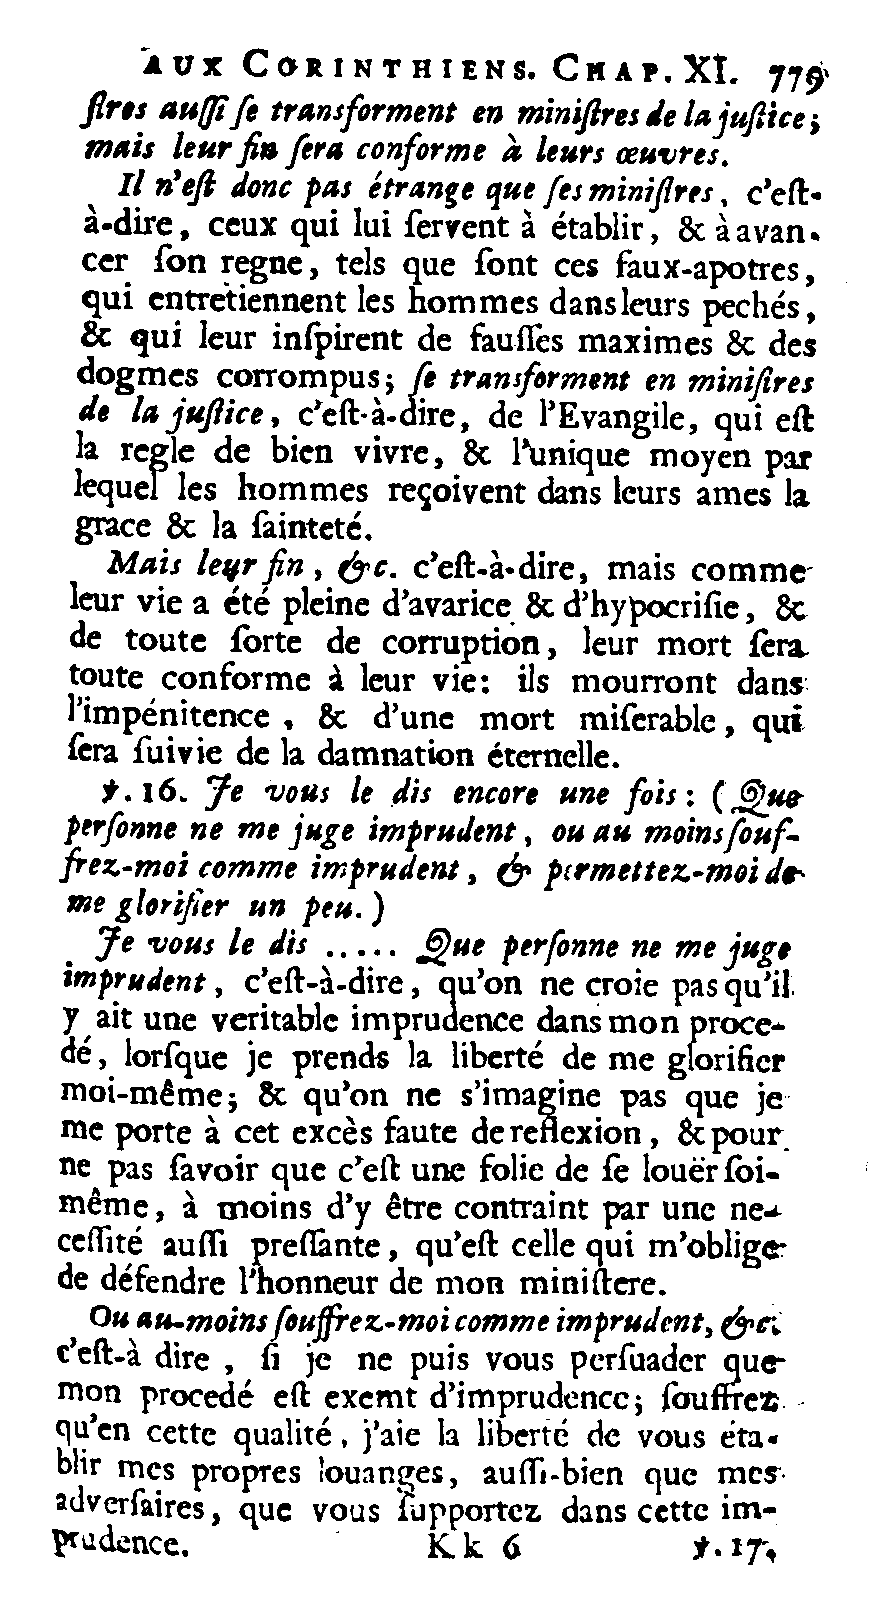 AUX CORINTHIENS. CHAP. XI. 779
ſtres auſſi ſe transforment en miniſtres de la juſtice;
mais leur fin ſera conforme à leurs œuvres.
Il n'eſt donc pas étrange que ſes miniſtres, c'eſt-
à-dire, ceux qui lui ſervent à établir, & à avan-
cer ſon regne, tels que ſont ces faux-apotres,
qui entretiennent les hommes dans leurs pechés,
& qui leur inſpirent de fauſſes maximes & des
dogmes corrompus; ſe transforment en miniſtres
de la juſtice, c'eſt-à-dire, de l'Evangile, qui eſt
la regle de bien vivre, & l'unique moyen par
lequel les hommes reçoivent dans leurs ames la
grace & la ſainteté.
Mais leur fin, &c. c'eſt-à-dire, mais comme
leur vie a été pleine d'avarice & d'hypocriſie, &
de toute ſorte de corruption, leur mort ſera
toute conforme à leur vie: ils mourront dans
l'impénitence, & d'une mort miſerable, qui
ſera ſuivie de la damnation éternelle.
℣. 16. Je vous le dis encore une fois: (Que
perſonne ne me juge imprudent, ou au moins ſouf-
frez-moi comme imprudent, & permettez-moi de
me glorifier un peu.)
Je vous le dis ..... Que perſonne ne me juge
imprudent, c'eſt-à-dire, qu'on ne croie pas qu'il
y ait une veritable imprudence dans mon proce-
dé, lorſque je prends la liberté de me glorifier
moi-même; & qu'on ne s'imagine pas que je
me porte à cet excès faute de reflexion, & pour
ne pas ſavoir que c'eſt une folie de ſe louër ſoi-
même, à moins d'y être contraint par une ne-
ceſſité auſſi preſſante, qu'eſt celle qui m'oblige
de défendre l'honneur de mon miniſtere.
Ou au-moins ſouffrez-moi comme imprudent, &c.
c'eſt-à dire, ſi je ne puis vous perſuader que
mon procedé eſt exemt d'imprudence; ſouffrez
qu'en cette qualité, j'aie la liberté de vous éta-
blir mes propres louanges, auſſi-bien que mes
adverſaires, que vous ſupportez dans cette im-
prudence. Kk 6 ℣. 17.